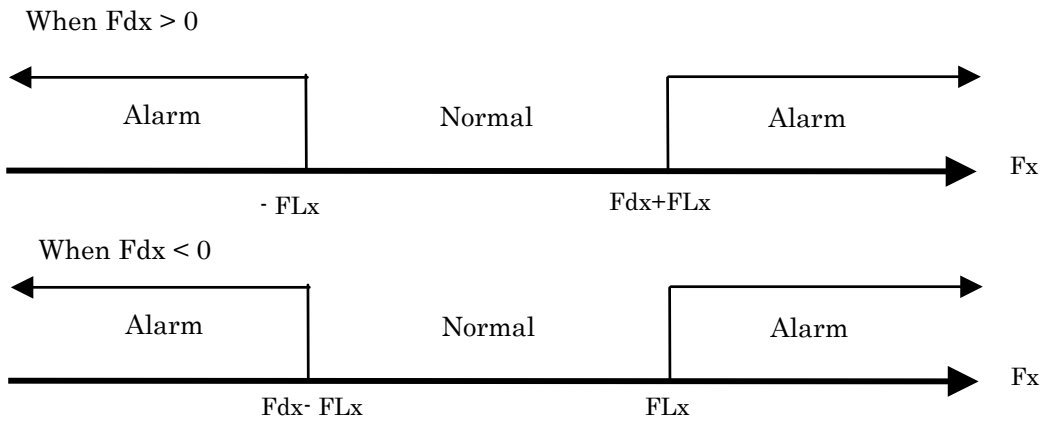 When Fdx > 0
Alarm Normal Alarm
Fx
- FLx Fdx+FLx
When Fdx < 0
Alarm Normal Alarm
Fx
Fdx- FLx FLx